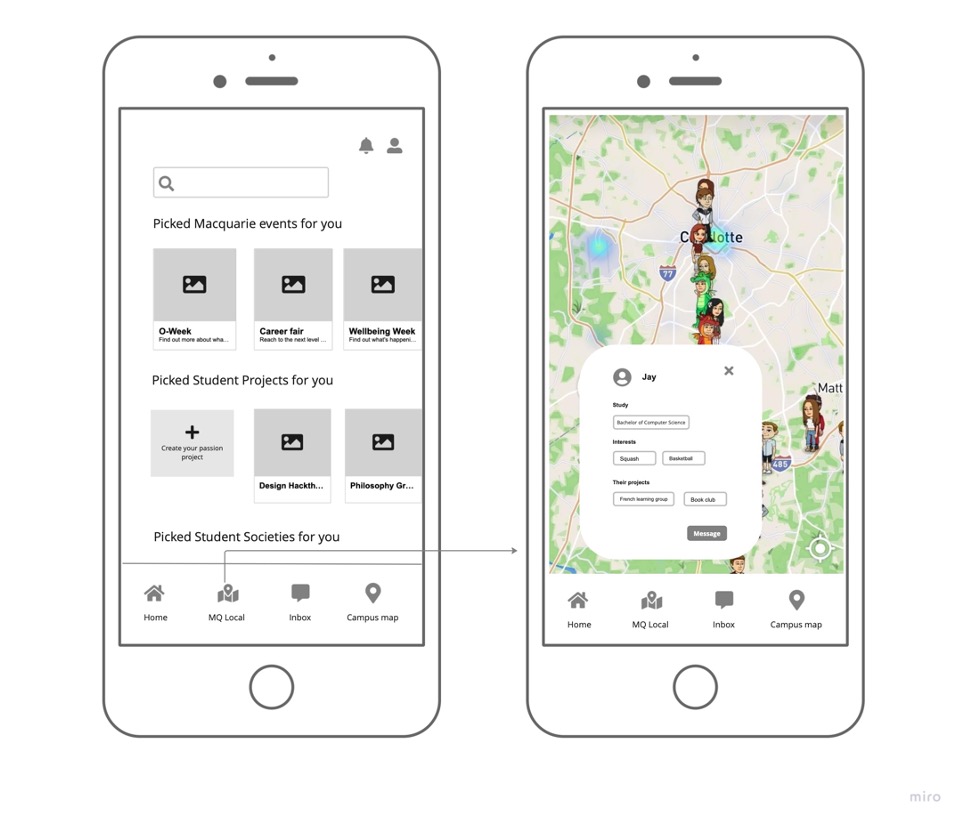 Picked Macquarie events for you
O-Week
Find out more about wha...
Career fair
Reach to the next level ...
Wellbeing Week
Find out what's happeni...
Picked Student Projects for you
Create your passion
project
Design Hackth...
Philosophy Gr...
Picked Student Societies for you
Home
MQ Local
Inbox
Campus map
77
Matt
485
Jay
Study
Bachelor of Computer Science
Interests
Squash
Basketball
Their projects
French learning group
Book club
Message
Home
MQ Local
Inbox
Campus map
miro